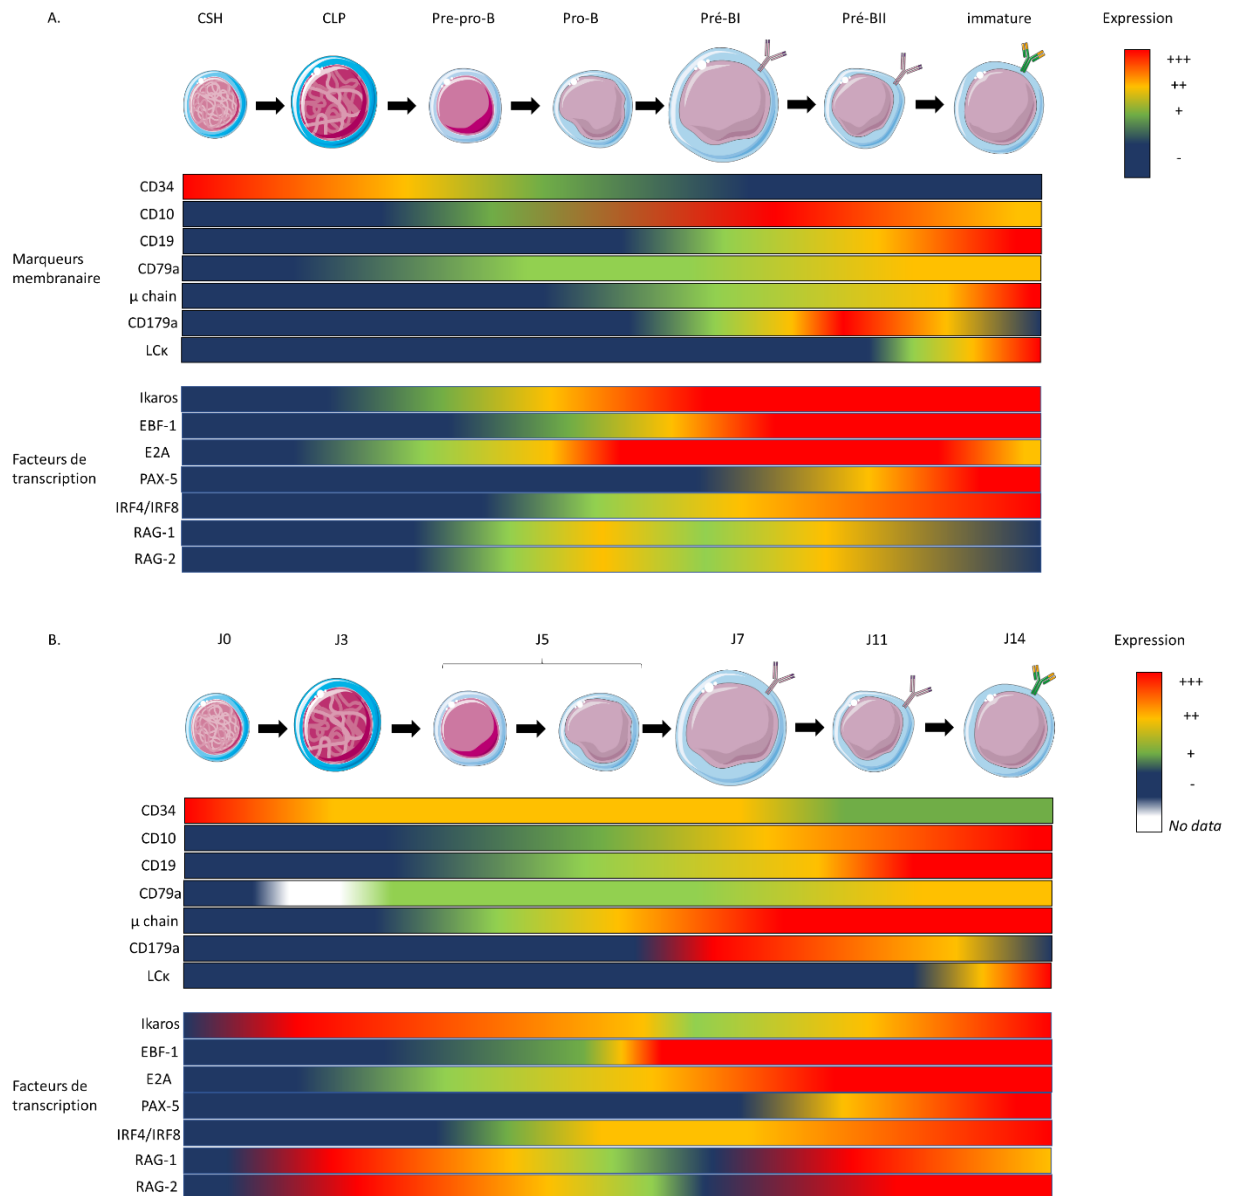 A.
CSH
CLP
Pre-pro-B
Pro-B
Pré-BI
Pré-BII
immature
Expression
+++
++
+
-
CD34
CD10
CD19
Marqueurs
membranaire
CD79a
µ chain
CD179a
LCκ
Ikaros
EBF-1
Facteurs de
transcription
E2A
PAX-5
IRF4/IRF8
RAG-1
RAG-2
B.
J0
J3
J5
J7
J11
J14
Expression
+++
++
+
-
No data
CD34
CD10
CD19
CD79a
µ chain
CD179a
LCκ
Ikaros
EBF-1
Facteurs de
transcription
E2A
PAX-5
IRF4/IRF8
RAG-1
RAG-2